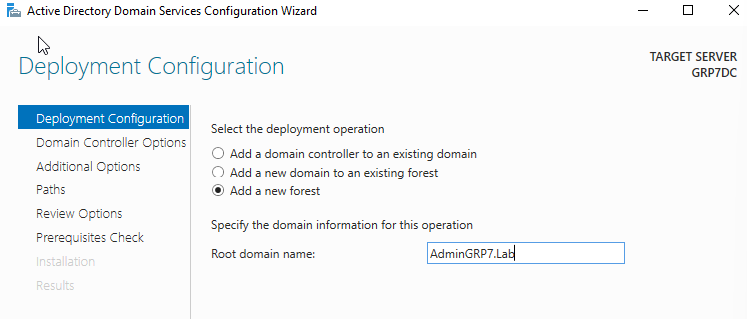 Active Directory Domain Services Configuration Wizard
Deployment Configuration
TARGET SERVER
GRP7DC
Deployment Configuration
Domain Controller Options
Additional Options
Paths
Review Options
Prerequisites Check
Installation
Results
Select the deployment operation
Add a domain controller to an existing domain
Add a new domain to an existing forest
Add a new forest
Specify the domain information for this operation
Root domain name: AdminGRP7.Lab